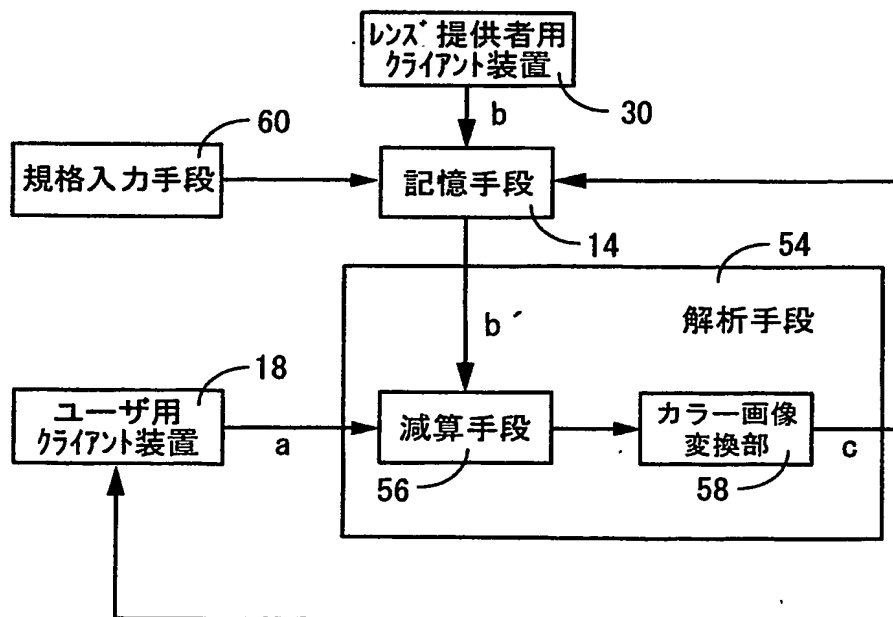 レンズ提供者用
クライアント装置
30
b
60
規格入力手段
記憶手段
14
54
解析手段
b´
18
ユーザ用
クライアント装置
a
減算手段
56
カラー画像
変換部
58
c